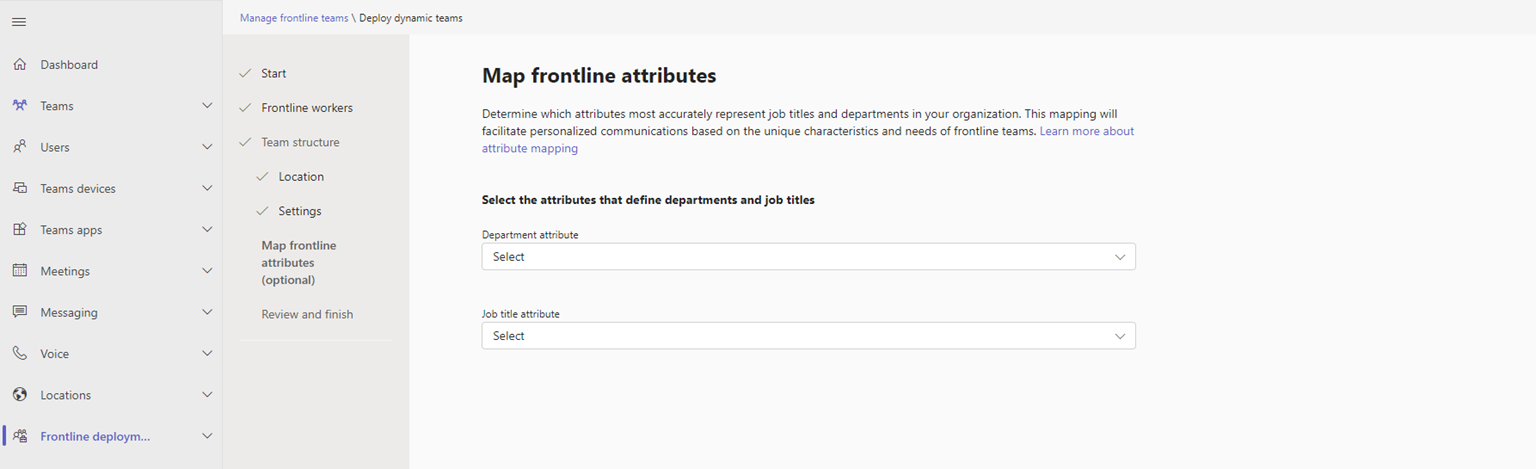 Manage frontline teams \ Deploy dynamic teams
Dashboard
Teams
Users
Teams devices
Teams apps
Meetings
Messaging
Voice
Locations
Frontline deploym...
Start
Frontline workers
Team structure
Location
Settings
Map frontline
attributes
(optional)
Review and finish
Map frontline attributes
Determine which attributes most accurately represent job titles and departments in your organization. This mapping will
facilitate personalized communications based on the unique characteristics and needs of frontline teams. Learn more about
attribute mapping
Select the attributes that define departments and job titles
Department attribute
Select
Job title attribute
Select